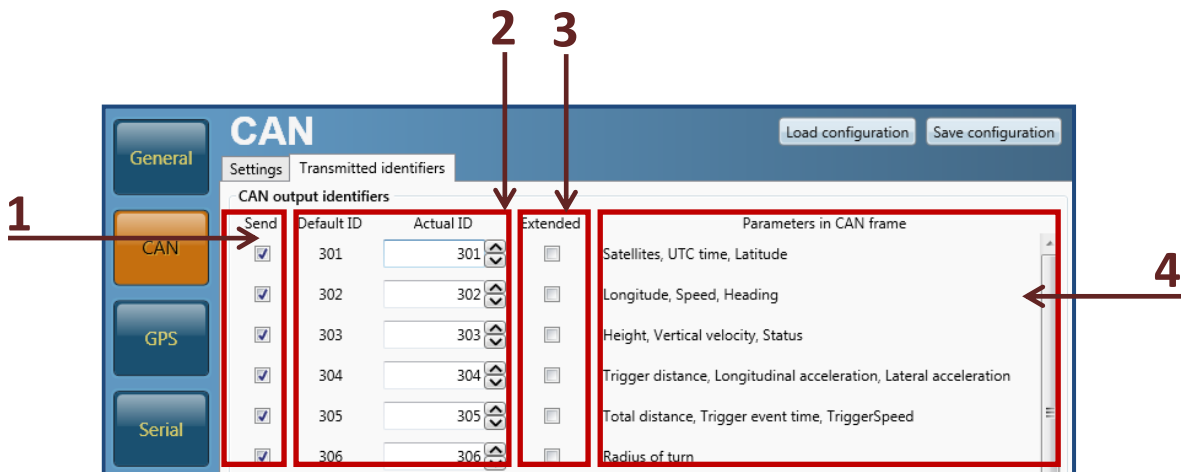 2 3
CAN Load configuration Save configuration
General
Settings Transmitted identifiers
CAN output identifiers
1
Send Default ID Actual ID Extended Parameters in CAN frame
CAN
301 301 Satellites, UTC time, Latitude
4
302 302 Longitude, Speed, Heading
GPS
303 303 Height, Vertical velocity, Status
304 304 Trigger distance, Longitudinal acceleration, Lateral acceleration
Serial
305 305 Total distance, Trigger event time, TriggerSpeed
306 306 Radius of turn